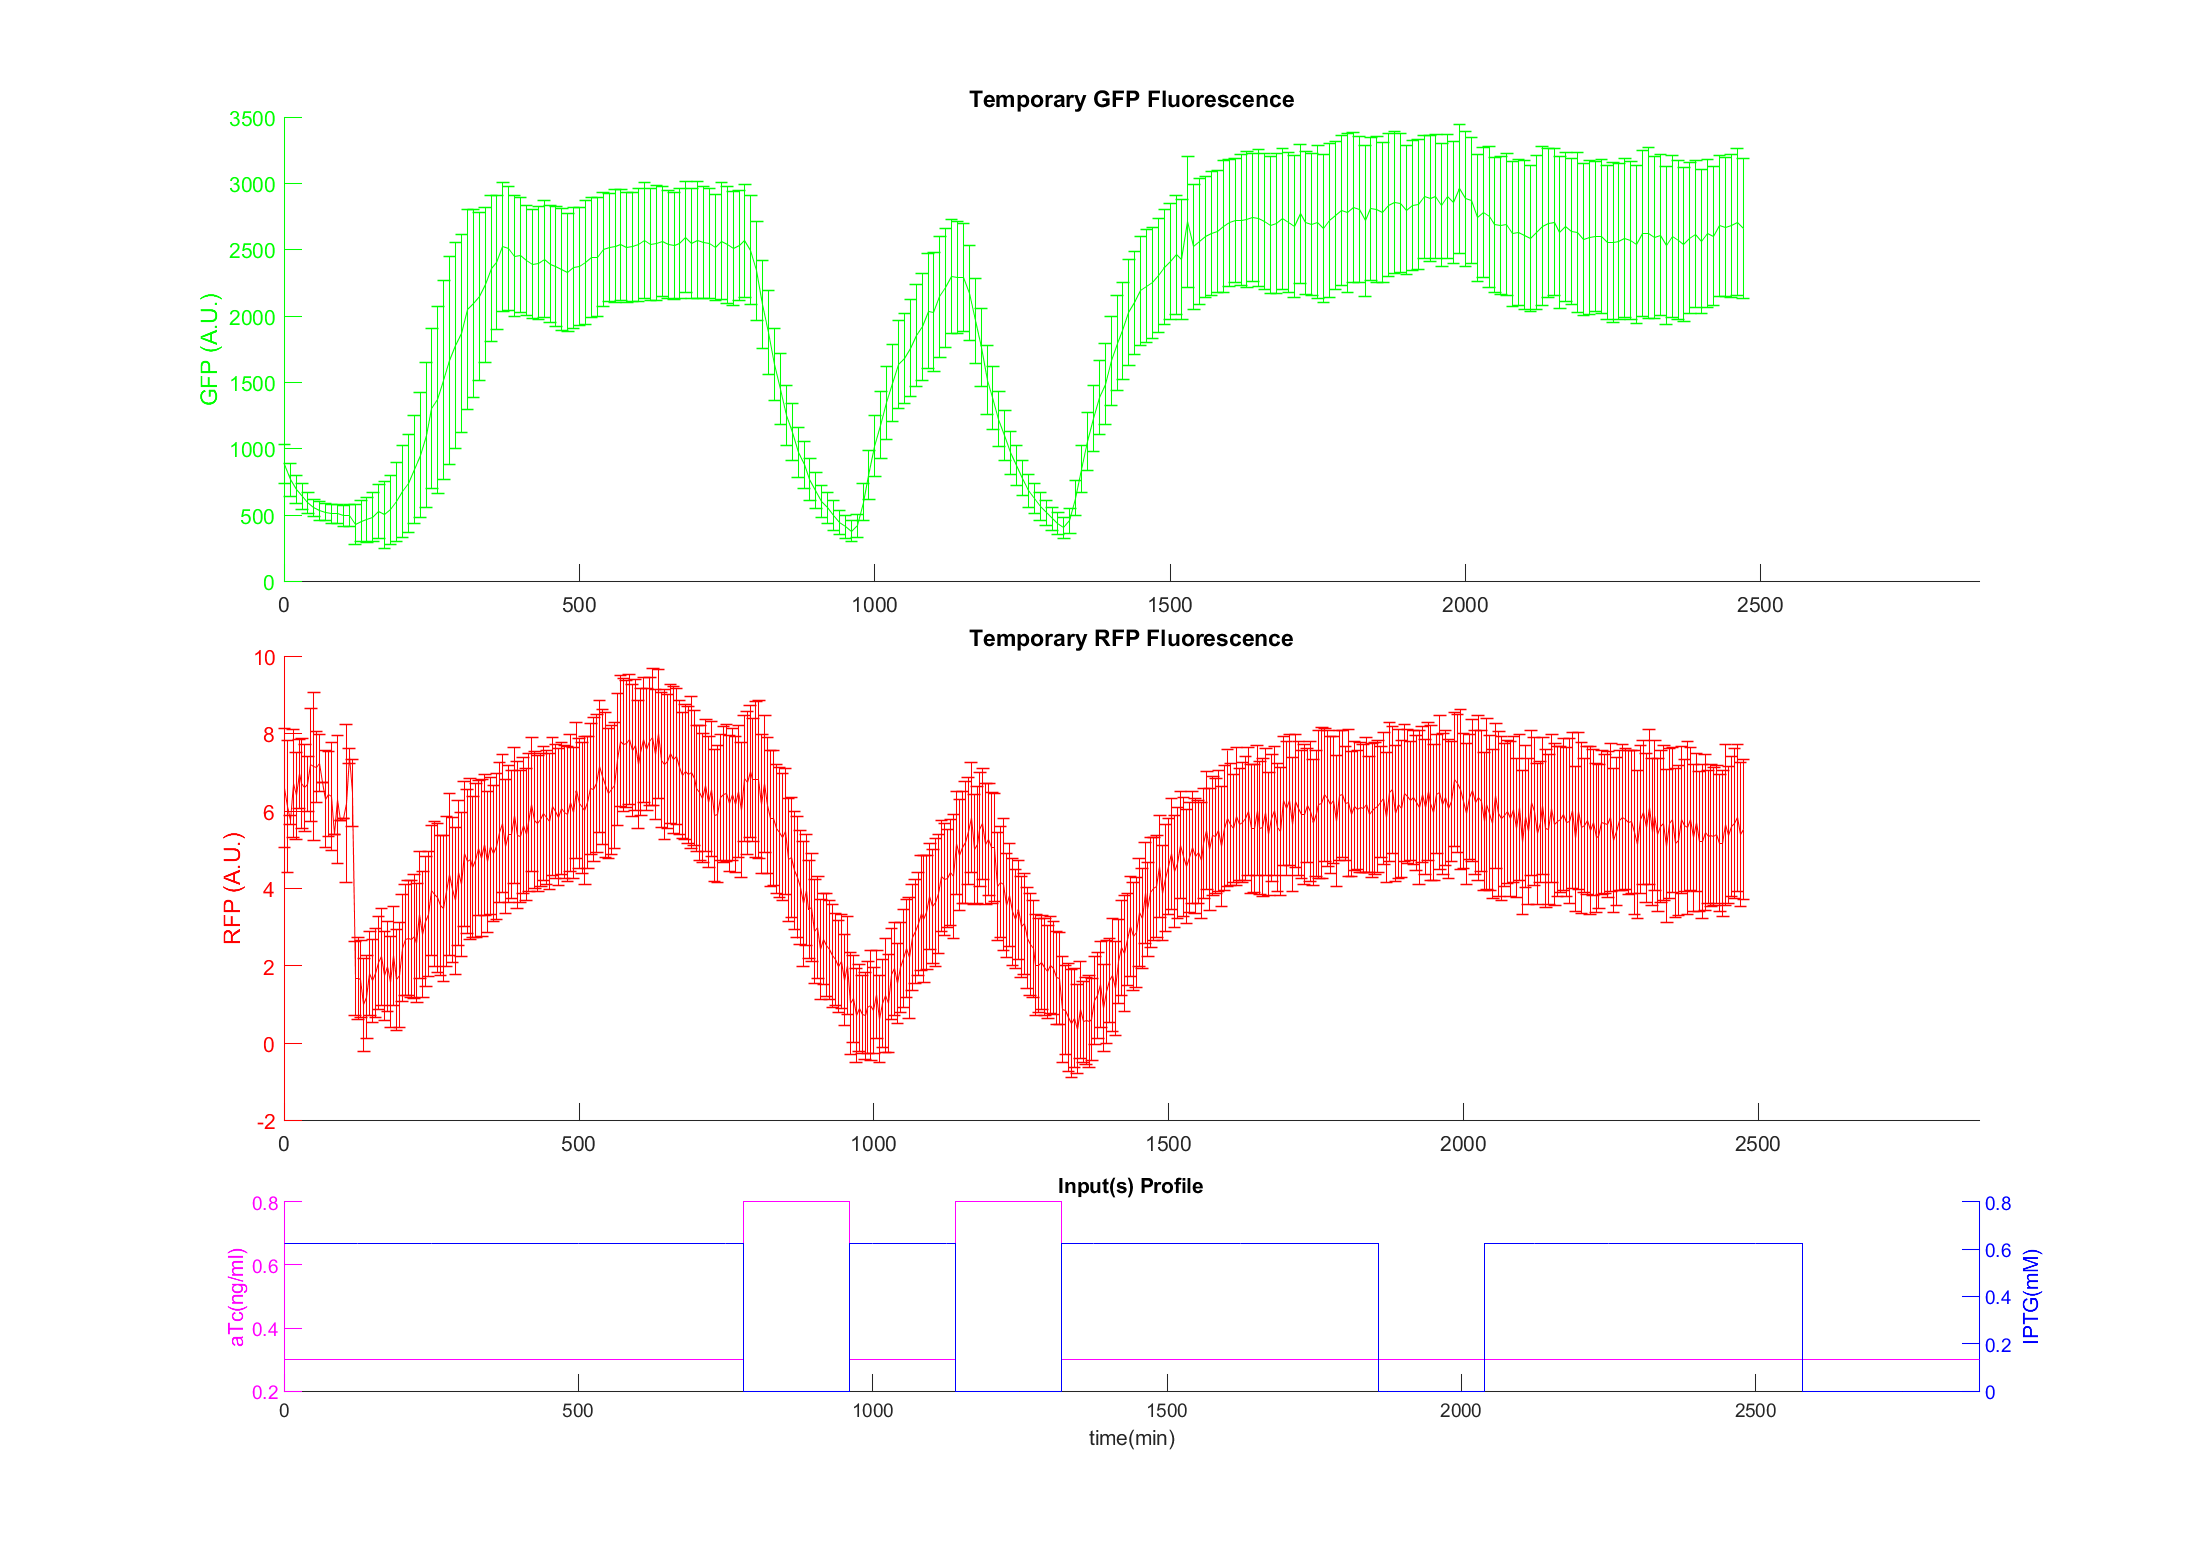 Temporary GFP Fluorescence
3500
3000
2500
2000
1500
1000
500
0
GFP (A.U.)
0 500 1000 1500 2000 2500
Temporary RFP Fluorescence
10
8
6
4
2
0
-2
RFP (A.U.)
0 500 1000 1500 2000 2500
Input(s) Profile
0.8
0.6
0.4
0.2
aTc(ng/ml)
0.8
0.6
0.4
0.2
0
IPTG(mM)
0 500 1000 1500 2000 2500
time(min)